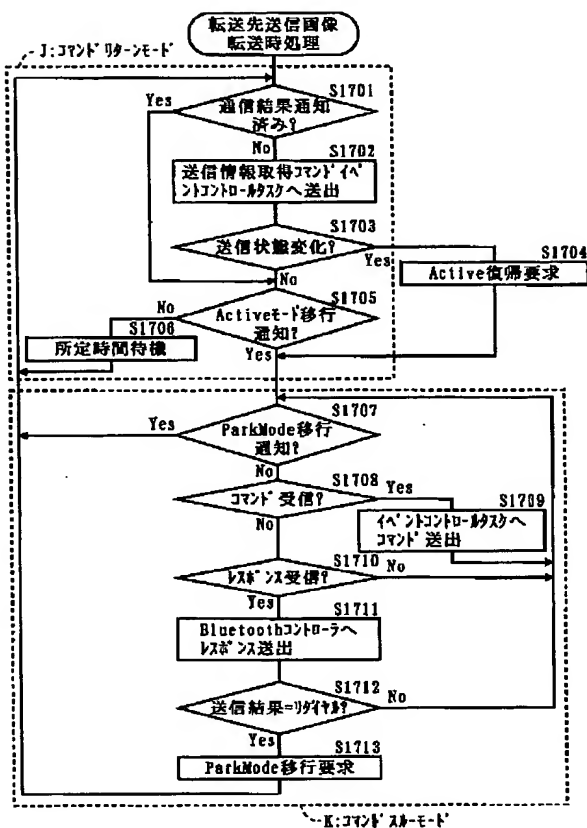 転送先送信画像
転送時処理
J:コマンドリターンモード
S1701
Yes
通信結果通知
済み?
No
S1702
送信情報取得コマンドイベ
ントコントロールタスクへ送出
S1703
送信状態変化?
Yes
S1704
Active復帰要求
No
S1705
No
Activeモード移行
通知?
S1706
所定時間待機
Yes
S1707
Yes
ParkMode移行
通知?
No
S1708
コマンド受信?
Yes
S1709
イベントコントロールタスクへ
コマンド送出
No
S1710
レスポンス受信?
No
Yes
S1711
Bluetoothコントローラへ
レスポンス送出
S1712
送信結果=リダイヤル?
No
Yes
S1713
ParkMode移行要求
K:コマンドスルーモード